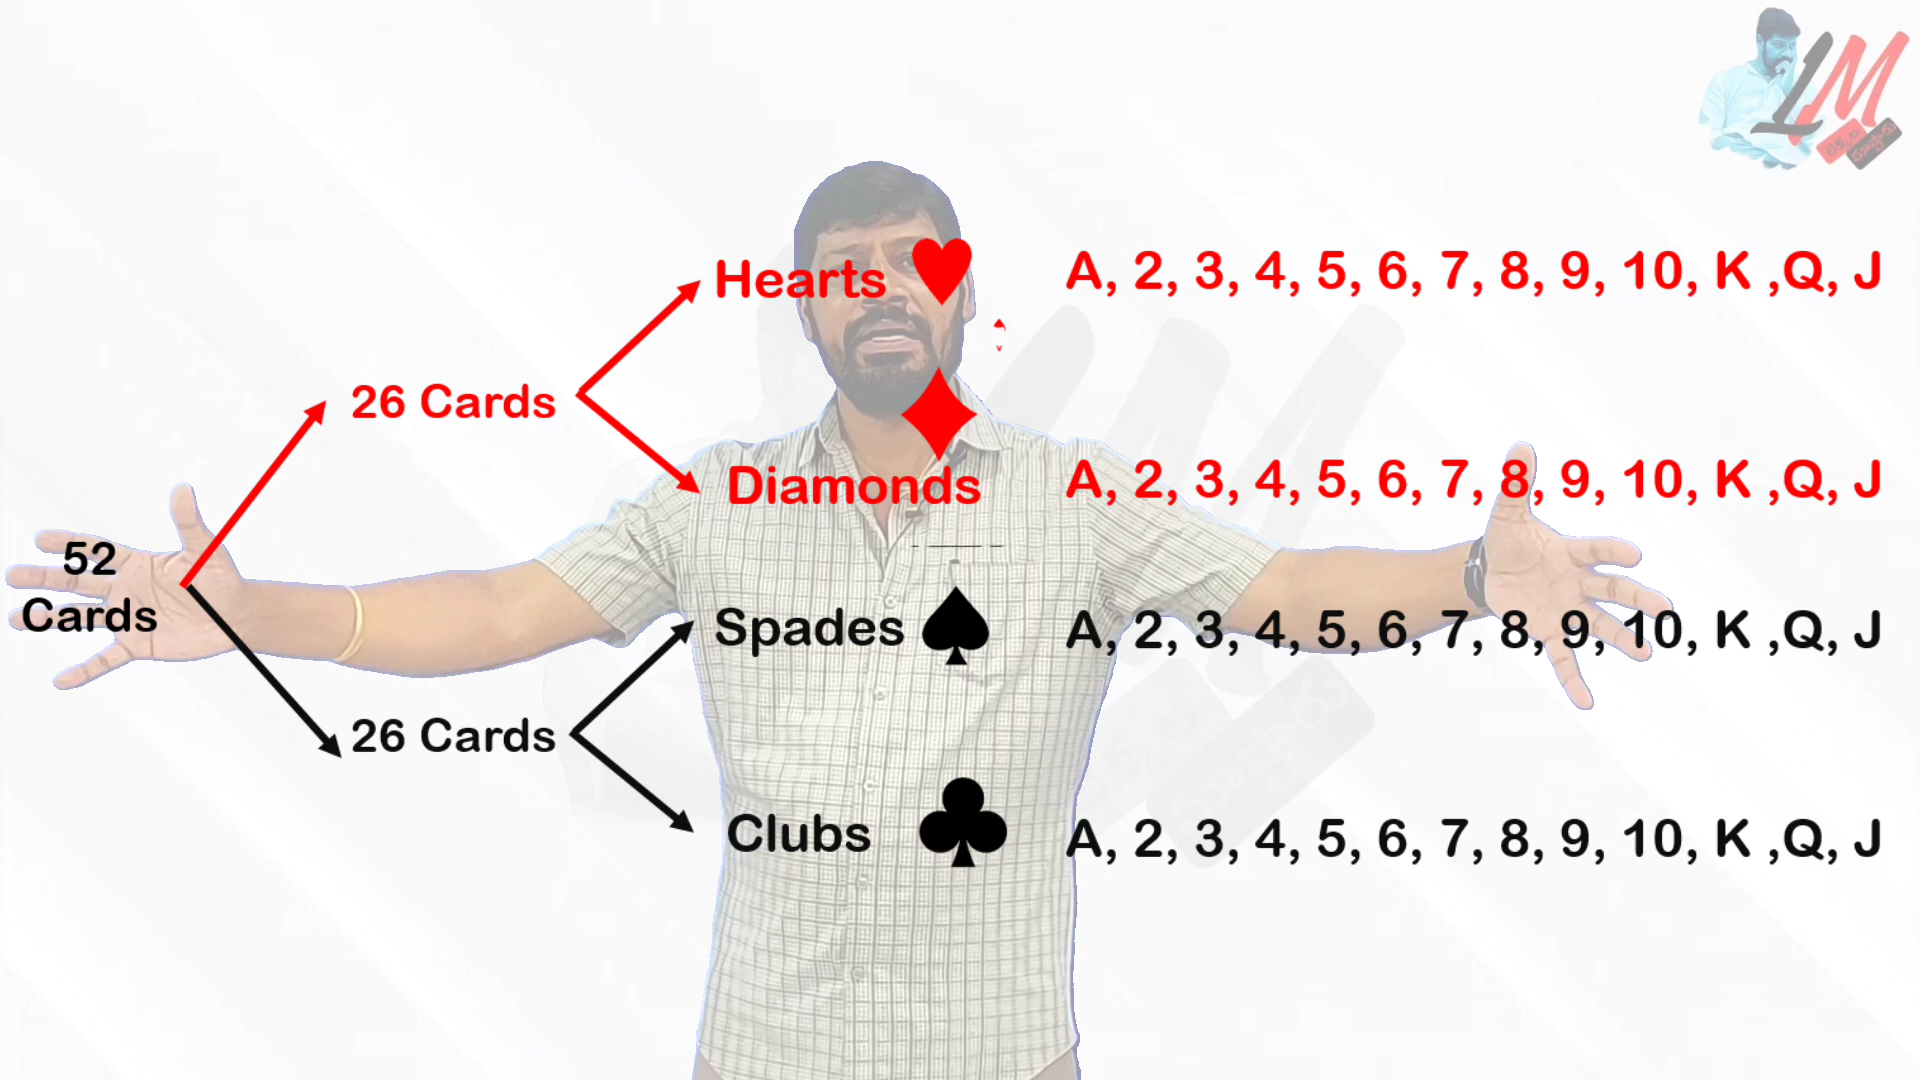 Hearts A, 2, 3, 4, 5, 6, 7, 8, 9, 10, K ,Q, J
26 Cards
Diamonds A, 2, 3, 4, 5, 6, 7, 8, 9, 10, K ,Q, J
52
Cards
Spades A, 2, 3, 4, 5, 6, 7, 8, 9, 10, K ,Q, J
26 Cards
Clubs A, 2, 3, 4, 5, 6, 7, 8, 9, 10, K ,Q, J
LM